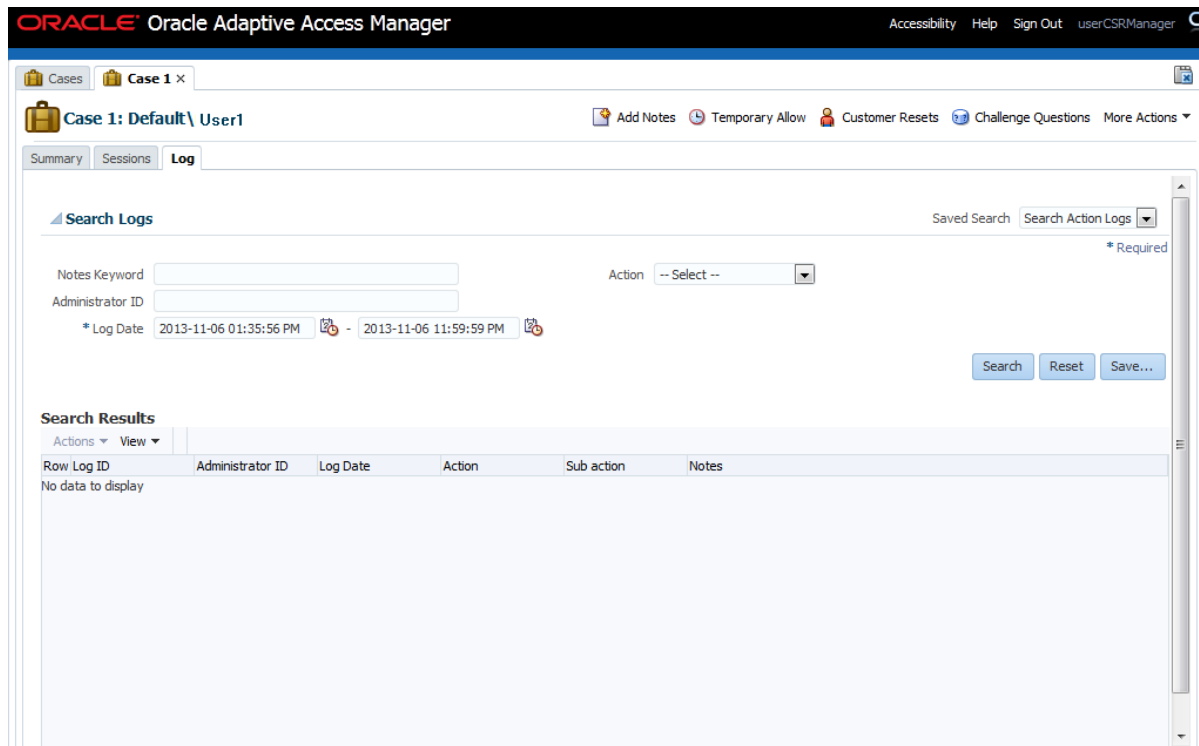 ORACLE Oracle Adaptive Access Manager Accessibility Help Sign Out userCSRManager
Cases Case 1
Case 1: Default\ User1 Add Notes Temporary Allow Customer Resets Challenge Questions More Actions
Summary Sessions Log
Search Logs Saved Search Search Action Logs
* Required
Notes Keyword Action -- Select --
Administrator ID
* Log Date 2013-11-06 01:35:56 PM - 2013-11-06 11:59:59 PM
Search Reset Save...
Search Results
Actions View
Row Log ID Administrator ID Log Date Action Sub action Notes
No data to display